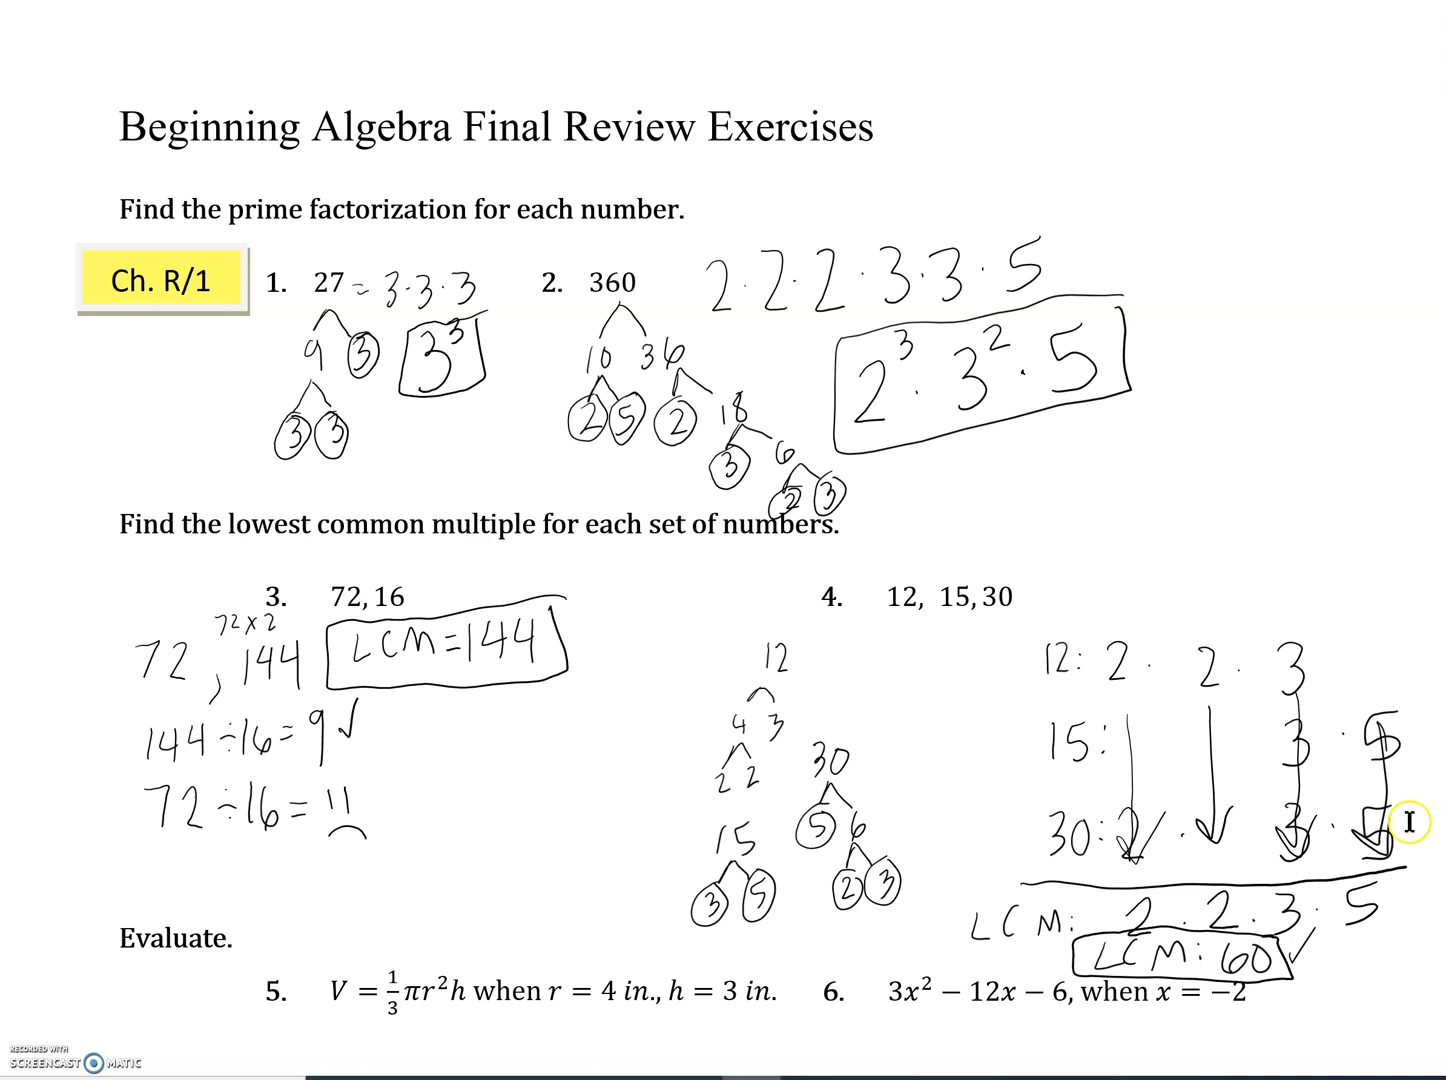 Beginning Algebra Final Review Exercises
Find the prime factorization for each number.
Ch. R/1
1. 27 = 3·3·3
9 3
3 3
3³
2. 360
10 36
2 5 2 18
3 6
2 3
2·2·2·3·3·5
2³·3²·5
Find the lowest common multiple for each set of numbers.
3. 72, 16
72×2
72, 144
LCM=144
144÷16=9✓
72÷16=
4. 12, 15, 30
12
4 3
2 2
15
3 5
30
5 6
2 3
12: 2 · 2 · 3
15: 3 · 5
30: 2 · 3 · 5
LCM: 2·2·3·5
LCM: 60 ✓
Evaluate.
5. V = 1/3 πr²h when r = 4 in., h = 3 in.
6. 3x² − 12x − 6, when x = −2
RECORDED WITH
SCREENCAST MATIC